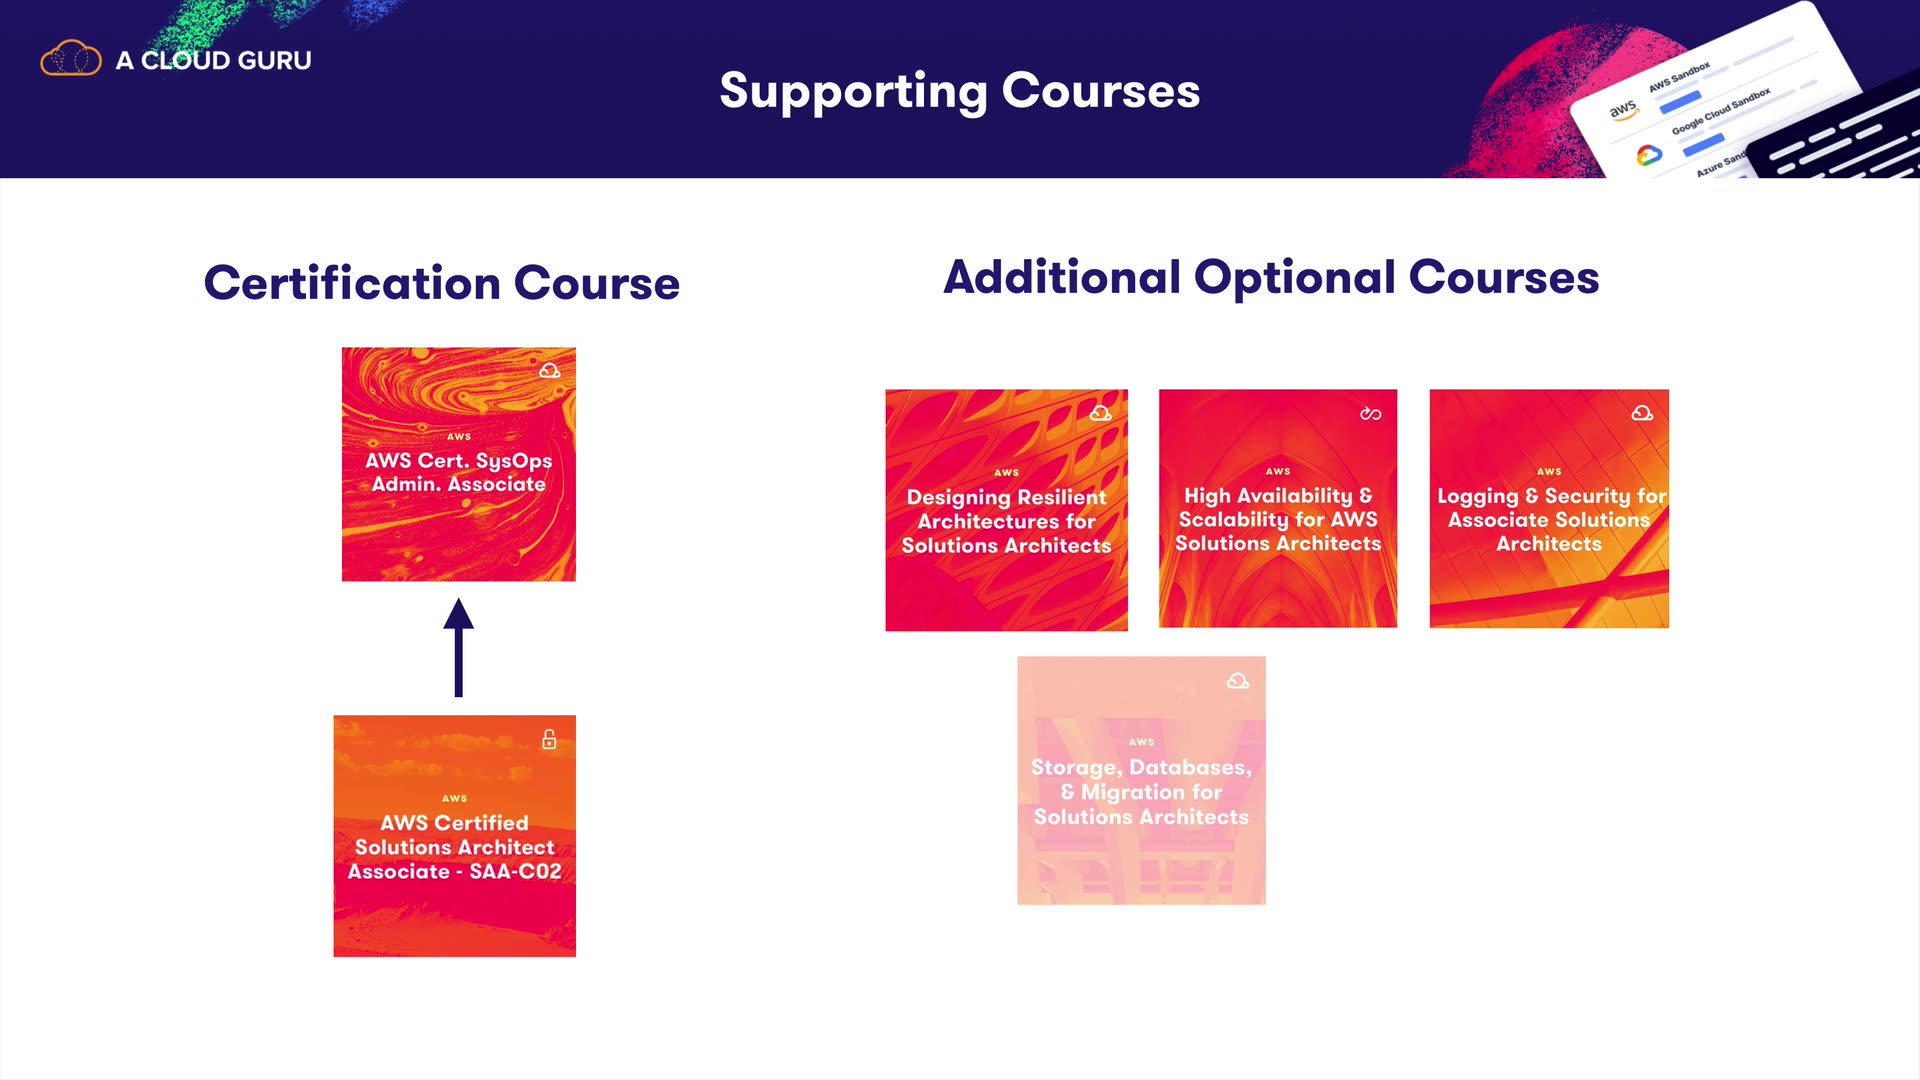 A CLOUD GURU
Supporting Courses
AWS Sandbox
aws
Google Cloud Sandbox
Azure Sand
Certification Course
Additional Optional Courses
AWS
AWS Cert. SysOps
Admin. Associate
AWS
Designing Resilient
Architectures for
Solutions Architects
AWS
High Availability &
Scalability for AWS
Solutions Architects
AWS
Logging & Security for
Associate Solutions
Architects
AWS
Storage, Databases,
& Migration for
Solutions Architects
AWS
AWS Certified
Solutions Architect
Associate - SAA-C02